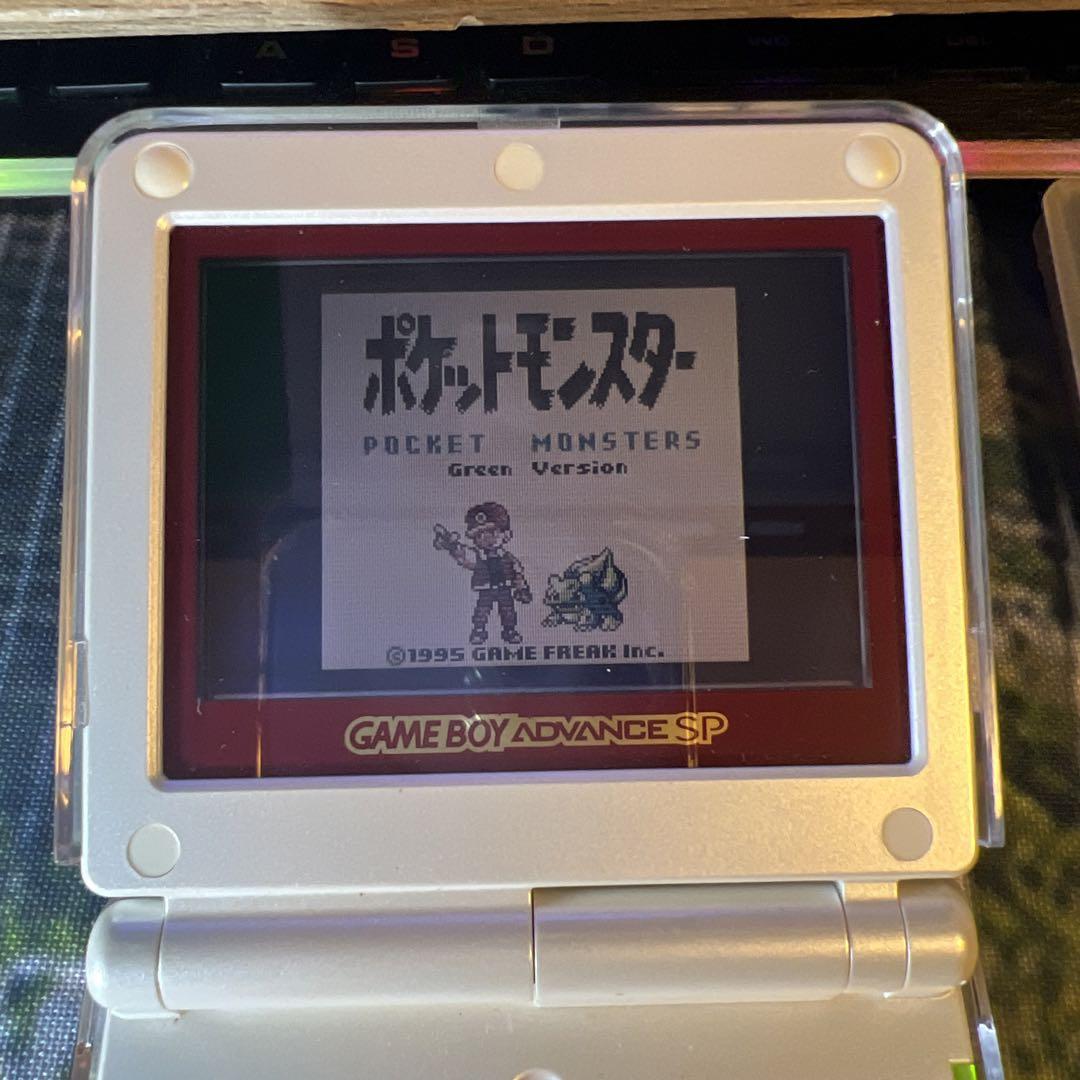 A S D
ポケットモンスター
POCKET MONSTERS
Green Version
©1995 GAME FREAK Inc.
GAME BOY ADVANCE SP